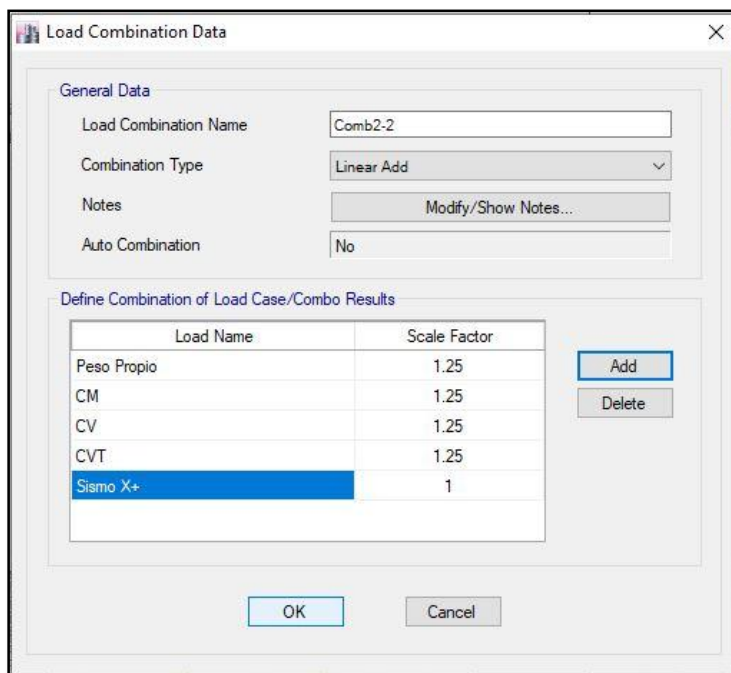 Load Combination Data
General Data
Load Combination Name Comb2-2
Combination Type Linear Add
Notes Modify/Show Notes...
Auto Combination No
Define Combination of Load Case/Combo Results
Load Name Scale Factor
Peso Propio 1.25 Add
CM 1.25 Delete
CV 1.25
CVT 1.25
Sismo X+ 1
OK Cancel